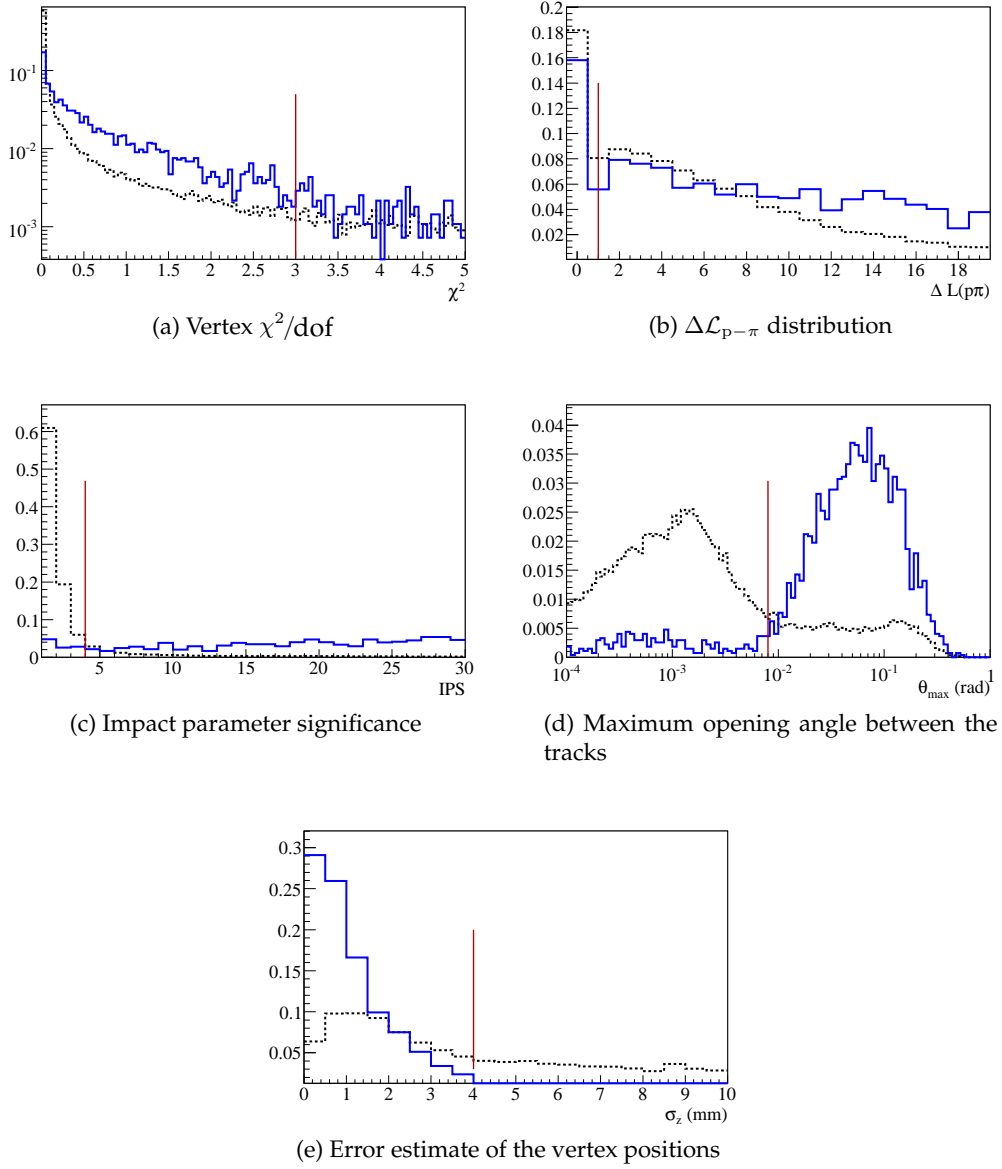 10⁻¹
10⁻²
10⁻³
0 0.5 1 1.5 2 2.5 3 3.5 4 4.5 5
χ²
(a) Vertex χ²/dof
0.2
0.18
0.16
0.14
0.12
0.1
0.08
0.06
0.04
0.02
0 2 4 6 8 10 12 14 16 18
Δ L(pπ)
(b) Δℒp−π distribution
0.6
0.5
0.4
0.3
0.2
0.1
0
5 10 15 20 25 30
IPS
(c) Impact parameter significance
0.04
0.035
0.03
0.025
0.02
0.015
0.01
0.005
0
10⁻⁴ 10⁻³ 10⁻² 10⁻¹ 1
θmax (rad)
(d) Maximum opening angle between the
tracks
0.3
0.25
0.2
0.15
0.1
0.05
0 1 2 3 4 5 6 7 8 9 10
σz (mm)
(e) Error estimate of the vertex positions